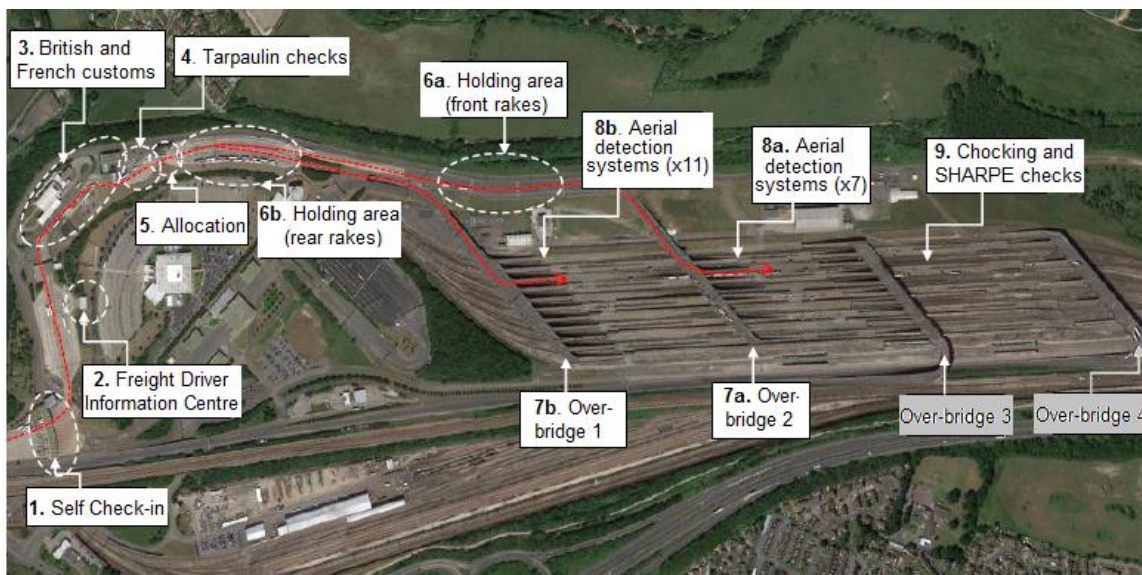 3. British and
French customs
4. Tarpaulin checks
6a. Holding area
(front rakes)
8b. Aerial
detection
systems (x11)
8a. Aerial
detection
systems (x7)
9. Chocking and
SHARPE checks
5. Allocation
6b. Holding area
(rear rakes)
2. Freight Driver
Information Centre
7b. Over-
bridge 1
7a. Over-
bridge 2
Over-bridge 3
Over-bridge 4
1. Self Check-in